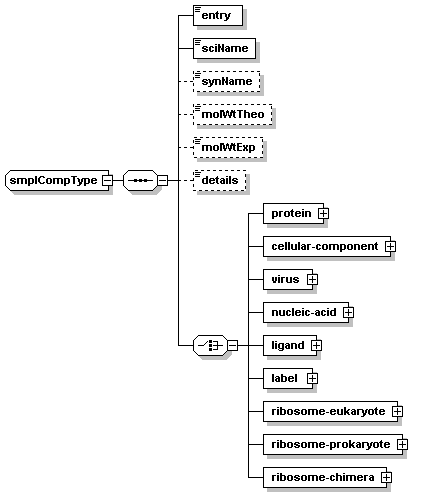 entry
sciName
synName
molWtTheo
molWtExp
smplCompType
details
protein
cellular-component
virus
nucleic-acid
ligand
label
ribosome-eukaryote
ribosome-prokaryote
ribosome-chimera